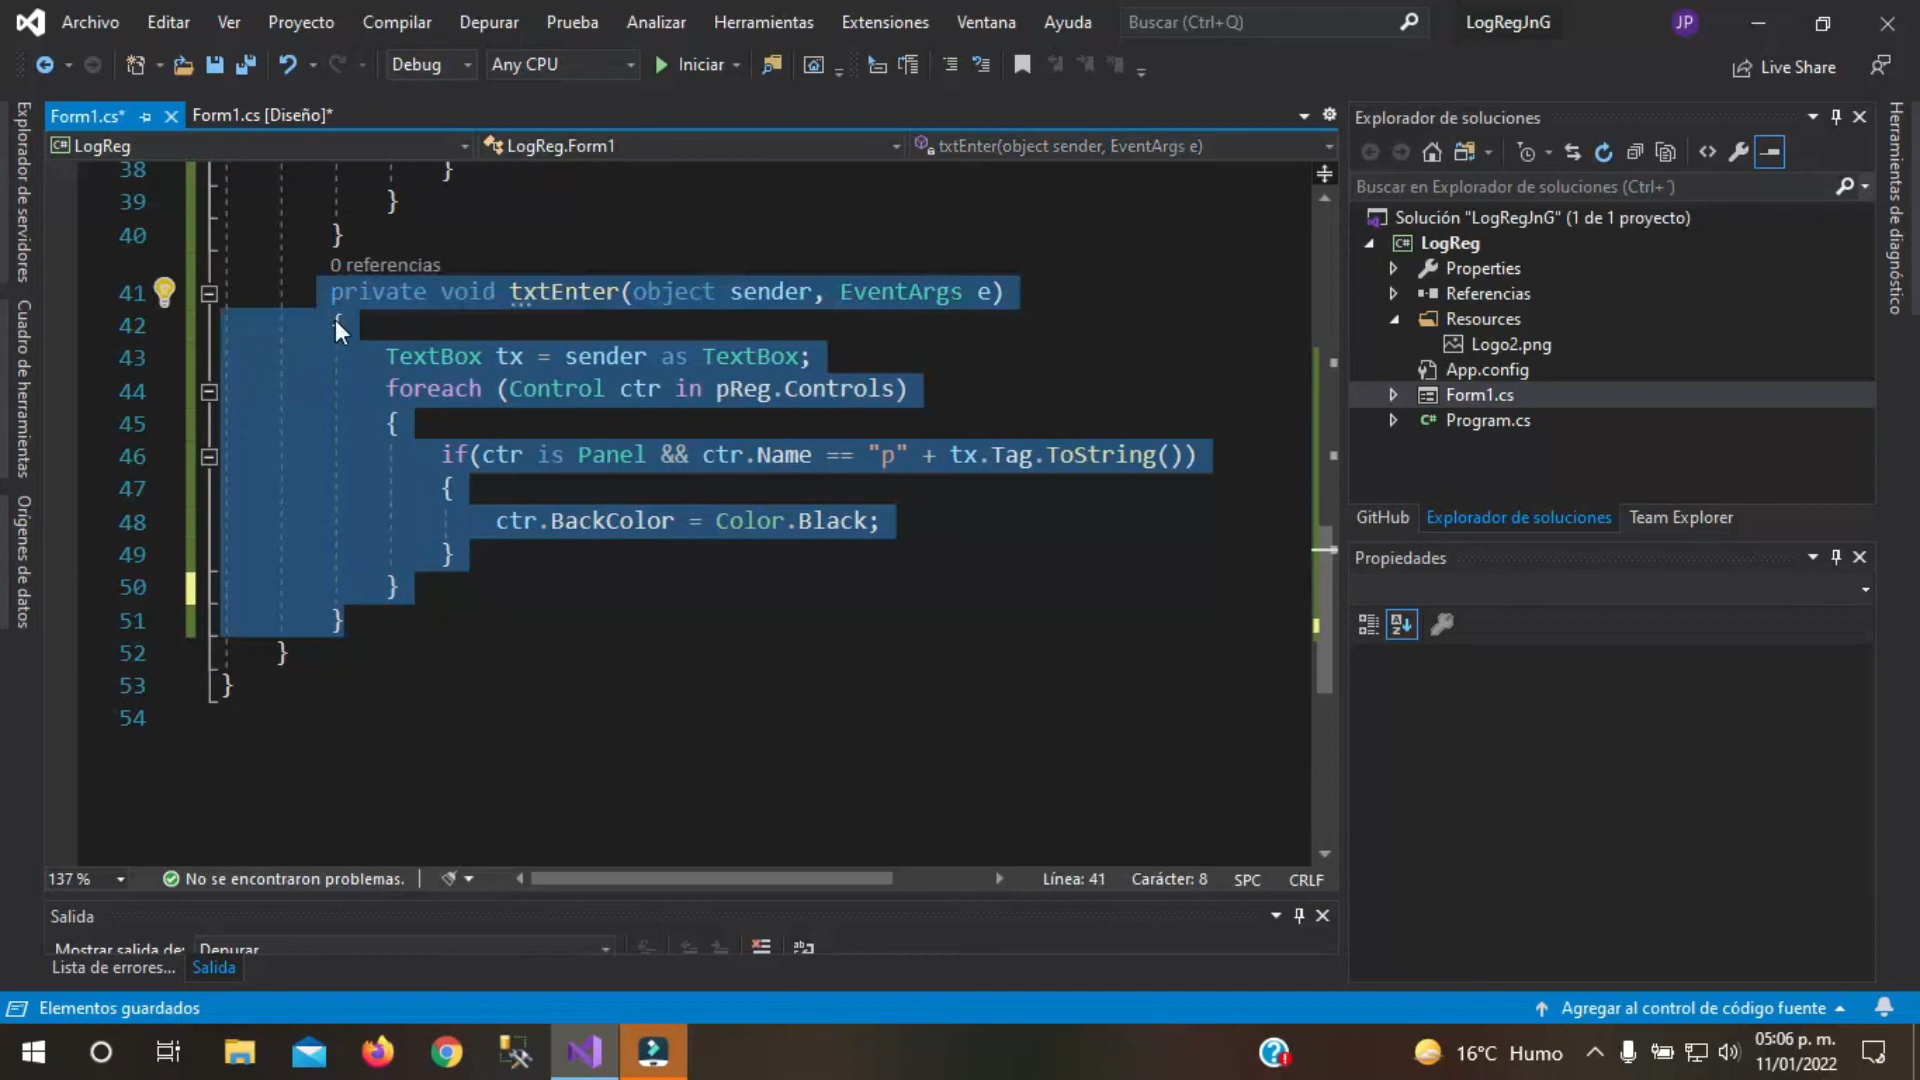 Archivo Editar Ver Proyecto Compilar Depurar Prueba Analizar Herramientas Extensiones Ventana Ayuda Buscar (Ctrl+Q) LogRegJnG JP
Debug Any CPU Iniciar Live Share
Form1.cs* Form1.cs [Diseño]*
C# LogReg LogReg.Form1 txtEnter(object sender, EventArgs e)
38 }
39 }
40 }
0 referencias
41 private void txtEnter(object sender, EventArgs e)
42 {
43 TextBox tx = sender as TextBox;
44 foreach (Control ctr in pReg.Controls)
45 {
46 if(ctr is Panel && ctr.Name == "p" + tx.Tag.ToString())
47 {
48 ctr.BackColor = Color.Black;
49 }
50 }
51 }
52 }
53 }
54
137 % No se encontraron problemas. Línea: 41 Carácter: 8 SPC CRLF
Salida
Mostrar salida de: Depurar
Lista de errores... Salida
Explorador de servidores
Cuadro de herramientas
Orígenes de datos
Explorador de soluciones
Buscar en Explorador de soluciones (Ctrl+´)
Solución "LogRegJnG" (1 de 1 proyecto)
C# LogReg
Properties
Referencias
Resources
Logo2.png
App.config
Form1.cs
C# Program.cs
GitHub Explorador de soluciones Team Explorer
Propiedades
Herramientas de diagnóstico
Elementos guardados Agregar al control de código fuente
16°C Humo
05:06 p. m.
11/01/2022